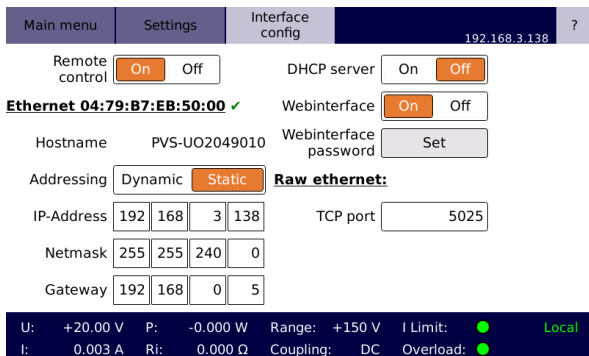 Main menu Settings Interface config 192.168.3.138 ?
Remote control On Off DHCP server On Off
Ethernet 04:79:B7:EB:50:00 ✔ Webinterface On Off
Hostname PVS-UO2049010 Webinterface password Set
Addressing Dynamic Static Raw ethernet:
IP-Address 192 168 3 138 TCP port 5025
Netmask 255 255 240 0
Gateway 192 168 0 5
U: +20.00 V P: -0.000 W Range: +150 V I Limit: Local
I: 0.003 A Ri: 0.000 Ω Coupling: DC Overload: